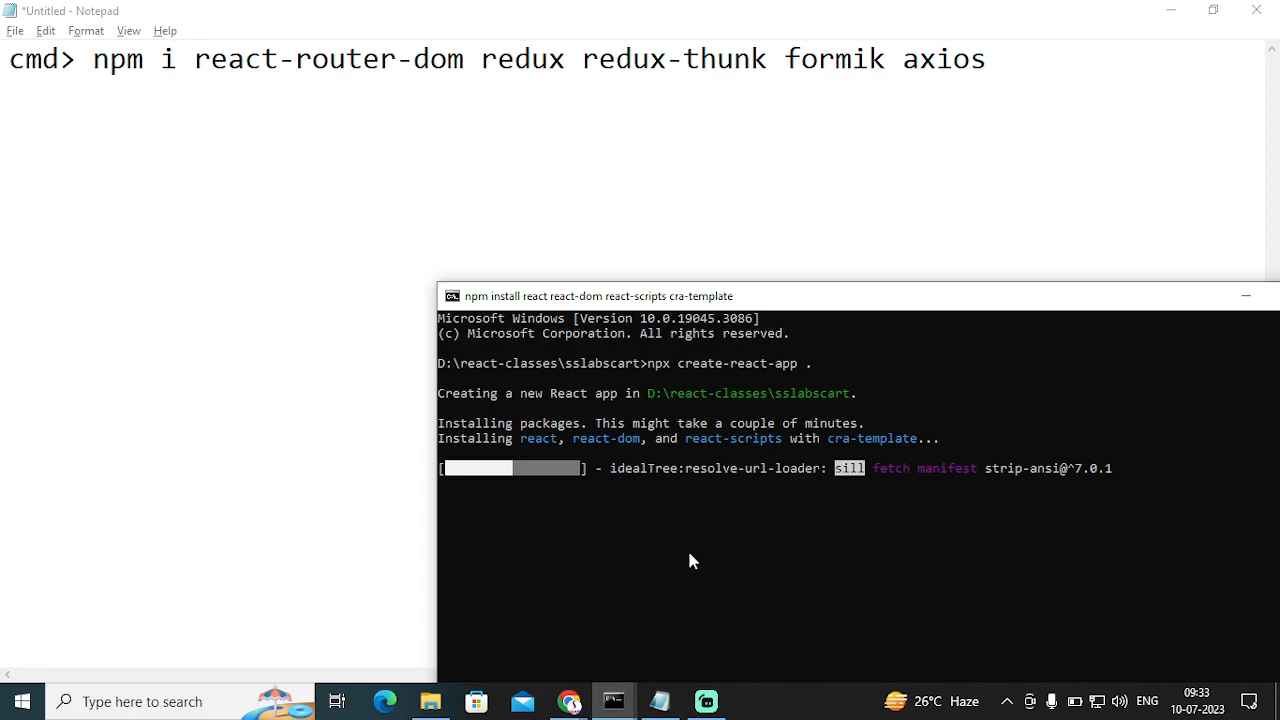 *Untitled - Notepad
File Edit Format View Help
cmd> npm i react-router-dom redux redux-thunk formik axios
npm install react react-dom react-scripts cra-template
Microsoft Windows [Version 10.0.19045.3086]
(c) Microsoft Corporation. All rights reserved.
D:\react-classes\sslabscart>npx create-react-app .
Creating a new React app in D:\react-classes\sslabscart.
Installing packages. This might take a couple of minutes.
Installing react, react-dom, and react-scripts with cra-template...
[ ] - idealTree:resolve-url-loader: sill fetch manifest strip-ansi@^7.0.1
Type here to search
26°C Haze
ENG
09:33
10-07-2023